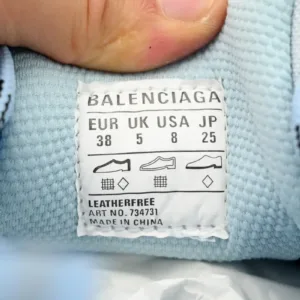 BALENCIAGA
EUR UK USA JP
38 5 8 25
LEATHERFREE
ART NO. 734731
MADE IN CHINA